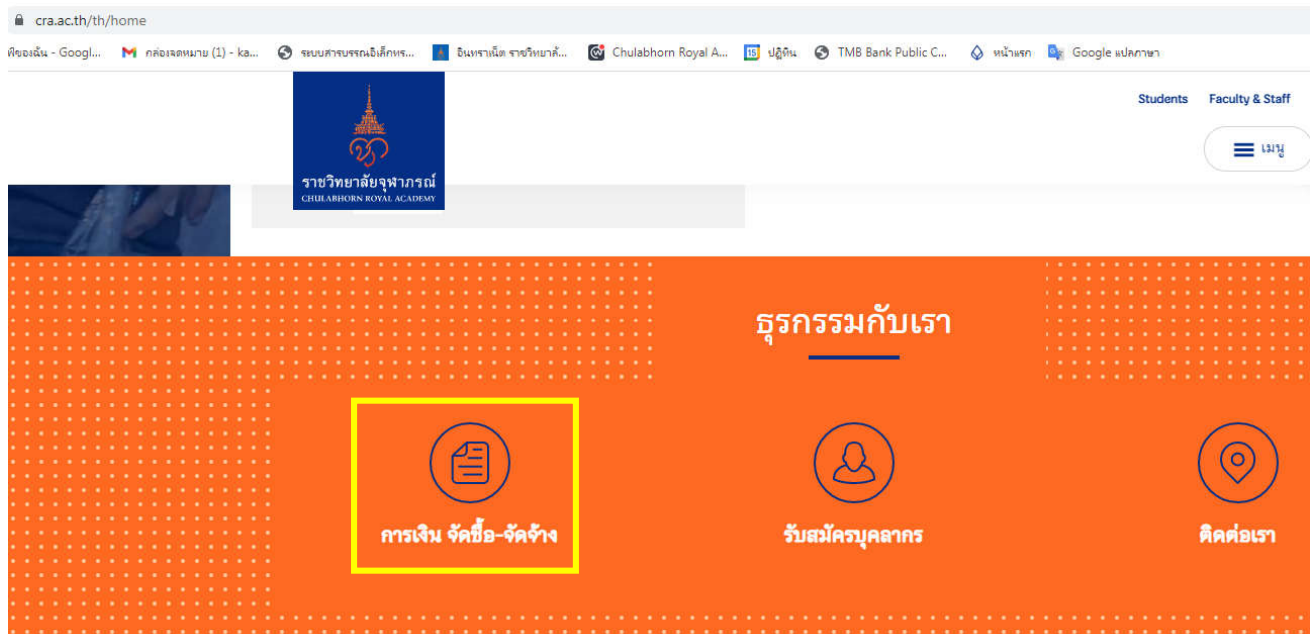 cra.ac.th/th/home
พีของฉัน - Googl... กล่องจดหมาย (1) - ka... ระบบสารบรรณอิเล็กทร... อินทราเน็ต ราชวิทยาลั... Chulabhorn Royal A... 15 ปฏิทิน TMB Bank Public C... หน้าแรก Google แปลภาษา
Students Faculty & Staff
เมนู
ราชวิทยาลัยจุฬาภรณ์
CHULABHORN ROYAL ACADEMY
ธุรกรรมกับเรา
การเงิน จัดซื้อ-จัดจ้าง รับสมัครบุคลากร ติดต่อเรา